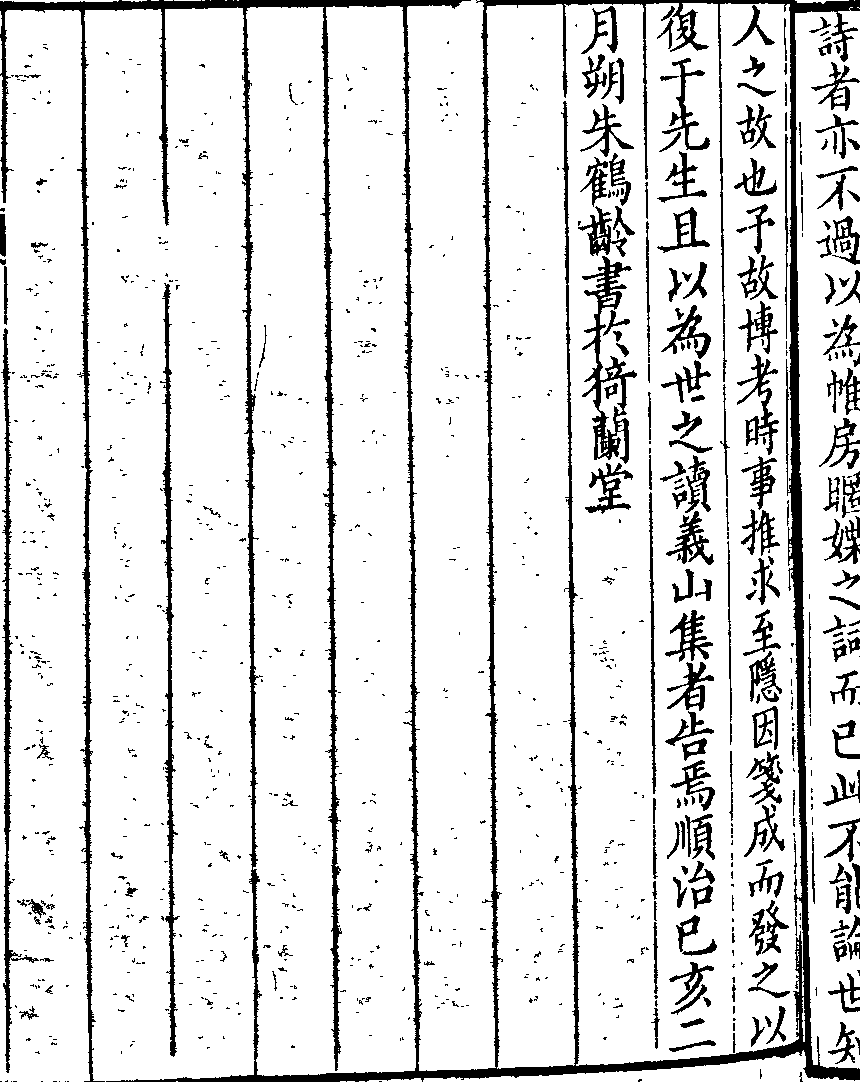 詩者亦不過以為帷房暱媟之詞而已此不能論世知
人之故也予故博考時事推求至隱因箋成而發之以
復于先生且以為世之讀義山集者告焉順治已亥二
月朔朱鶴齡書於猗蘭堂